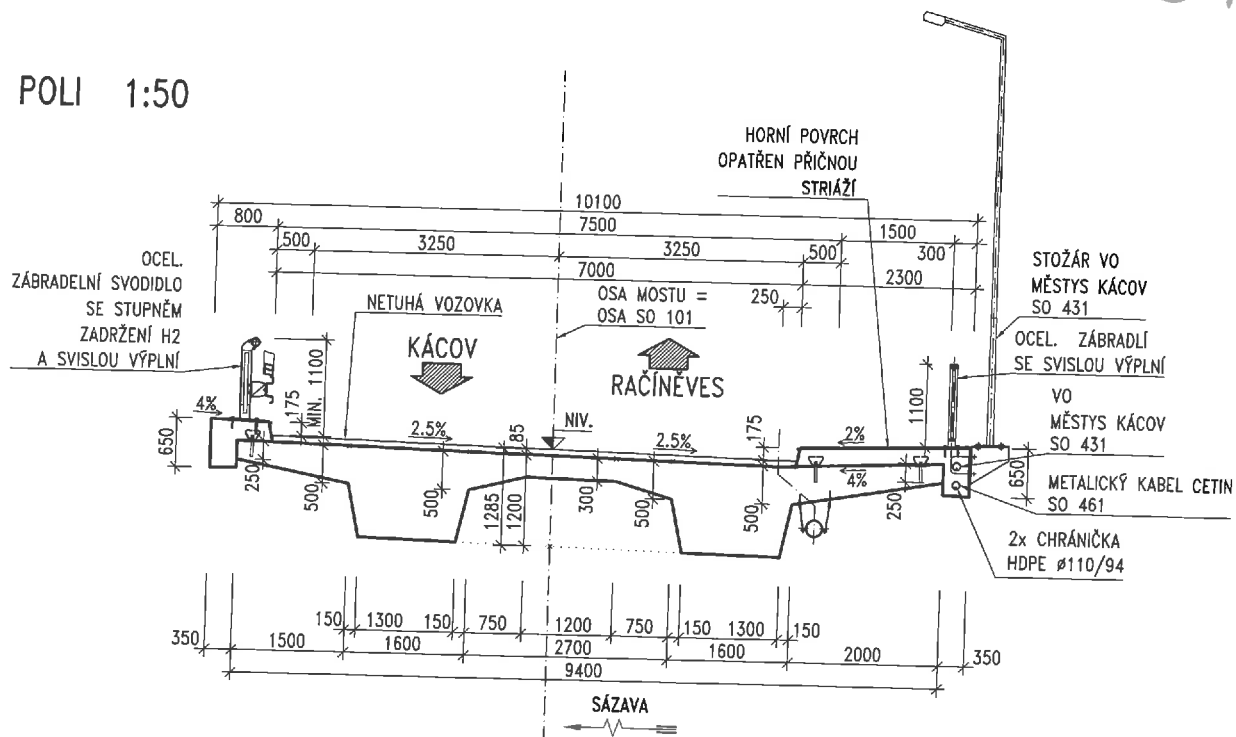 POLI 1:50
HORNÍ POVRCH
OPATŘEN PŘÍČNOU
STRIÁŽÍ
10100
800 7500 1500
500 3250 3250 500 300
7000 2300
250
OCEL.
ZÁBRADELNÍ SVODIDLO
SE STUPNĚM
ZADRŽENÍ H2
A SVISLOU VÝPLNÍ
NETUHÁ VOZOVKA
OSA MOSTU =
OSA SO 101
STOŽÁR VO
MĚSTYS KÁCOV
SO 431
OCEL. ZÁBRADLÍ
SE SVISLOU VÝPLNÍ
VO
MĚSTYS KÁCOV
SO 431
METALICKÝ KABEL CETIN
SO 461
2x CHRÁNIČKA
HDPE ø110/94
KÁCOV
RAČÍNĚVES
MIN. 1100
175
1100
4%
2.5%
85
NIV.
2.5%
175
2%
4%
650
250
500
500
1285
1200
300
500
500
250
650
150 1300 150 750 1200 750 150 1300 150
350 1500 1600 2700 1600 2000 350
9400
SÁZAVA